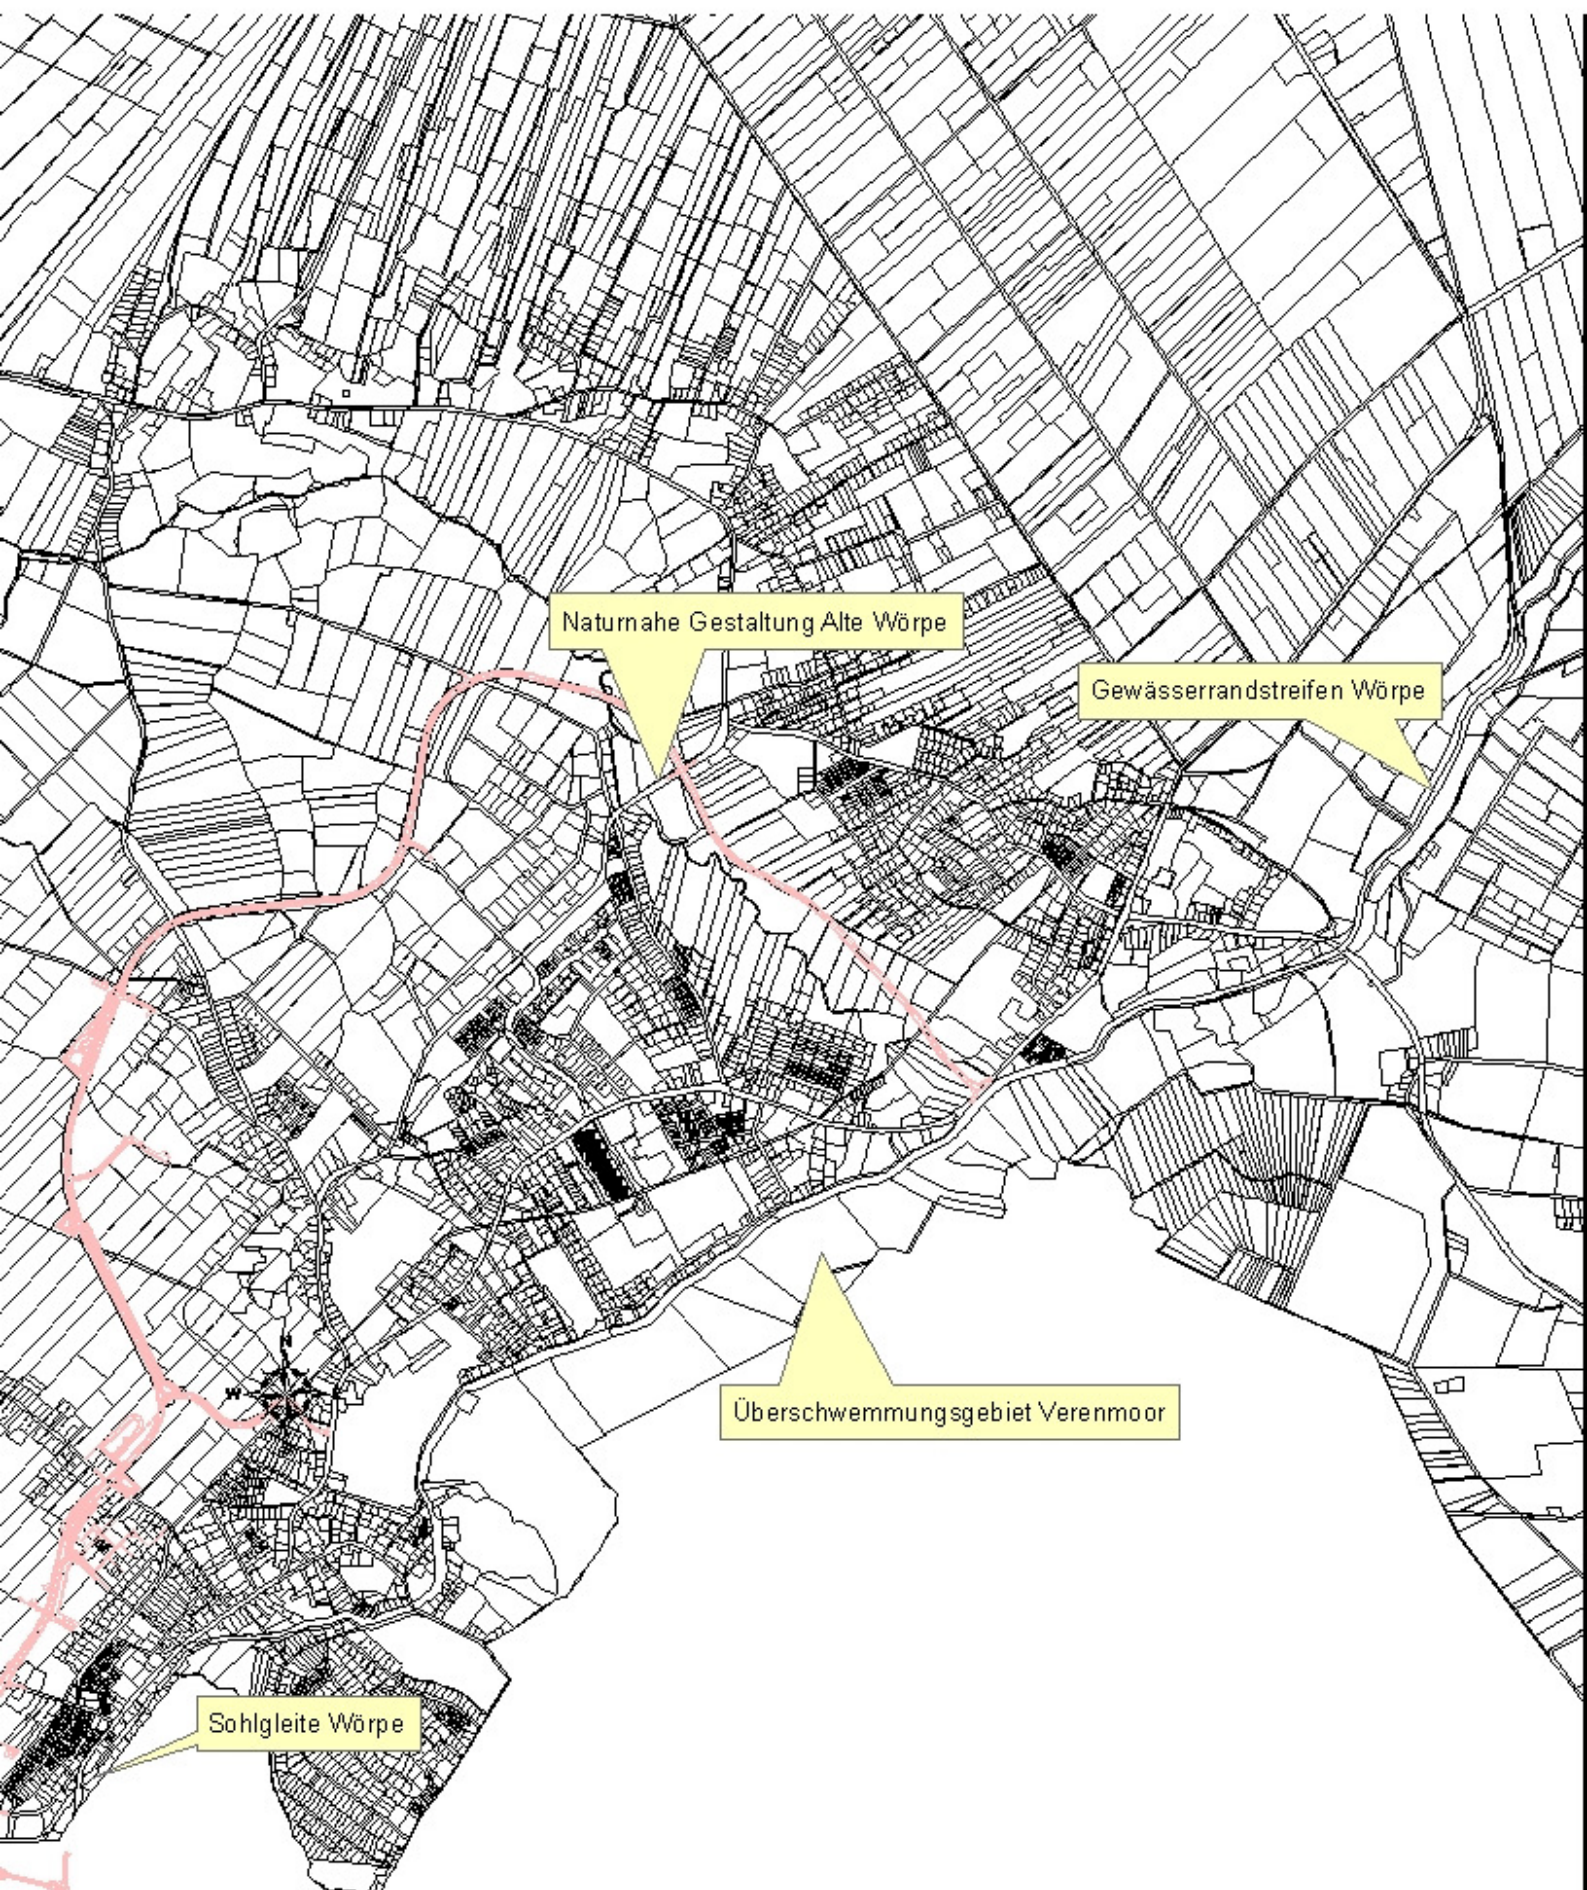 Naturnahe Gestaltung Alte Wörpe
Gewässerrandstreifen Wörpe
N
W
Überschwemmungsgebiet Verenmoor
Sohlgleite Wörpe